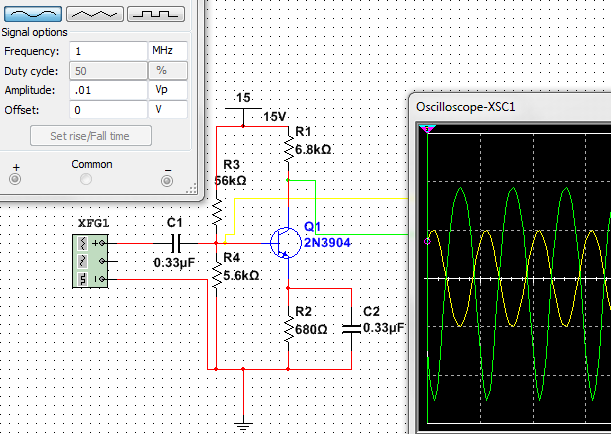 Signal options
Frequency: 1 MHz
Duty cycle: 50 %
Amplitude: .01 Vp
Offset: 0 V
Set rise/Fall time
+ Common −
15
15V
R1
6.8kΩ
R3
56kΩ
XFG1
C1
0.33µF
Q1
2N3904
R4
5.6kΩ
R2
680Ω
C2
0.33µF
Oscilloscope-XSC1